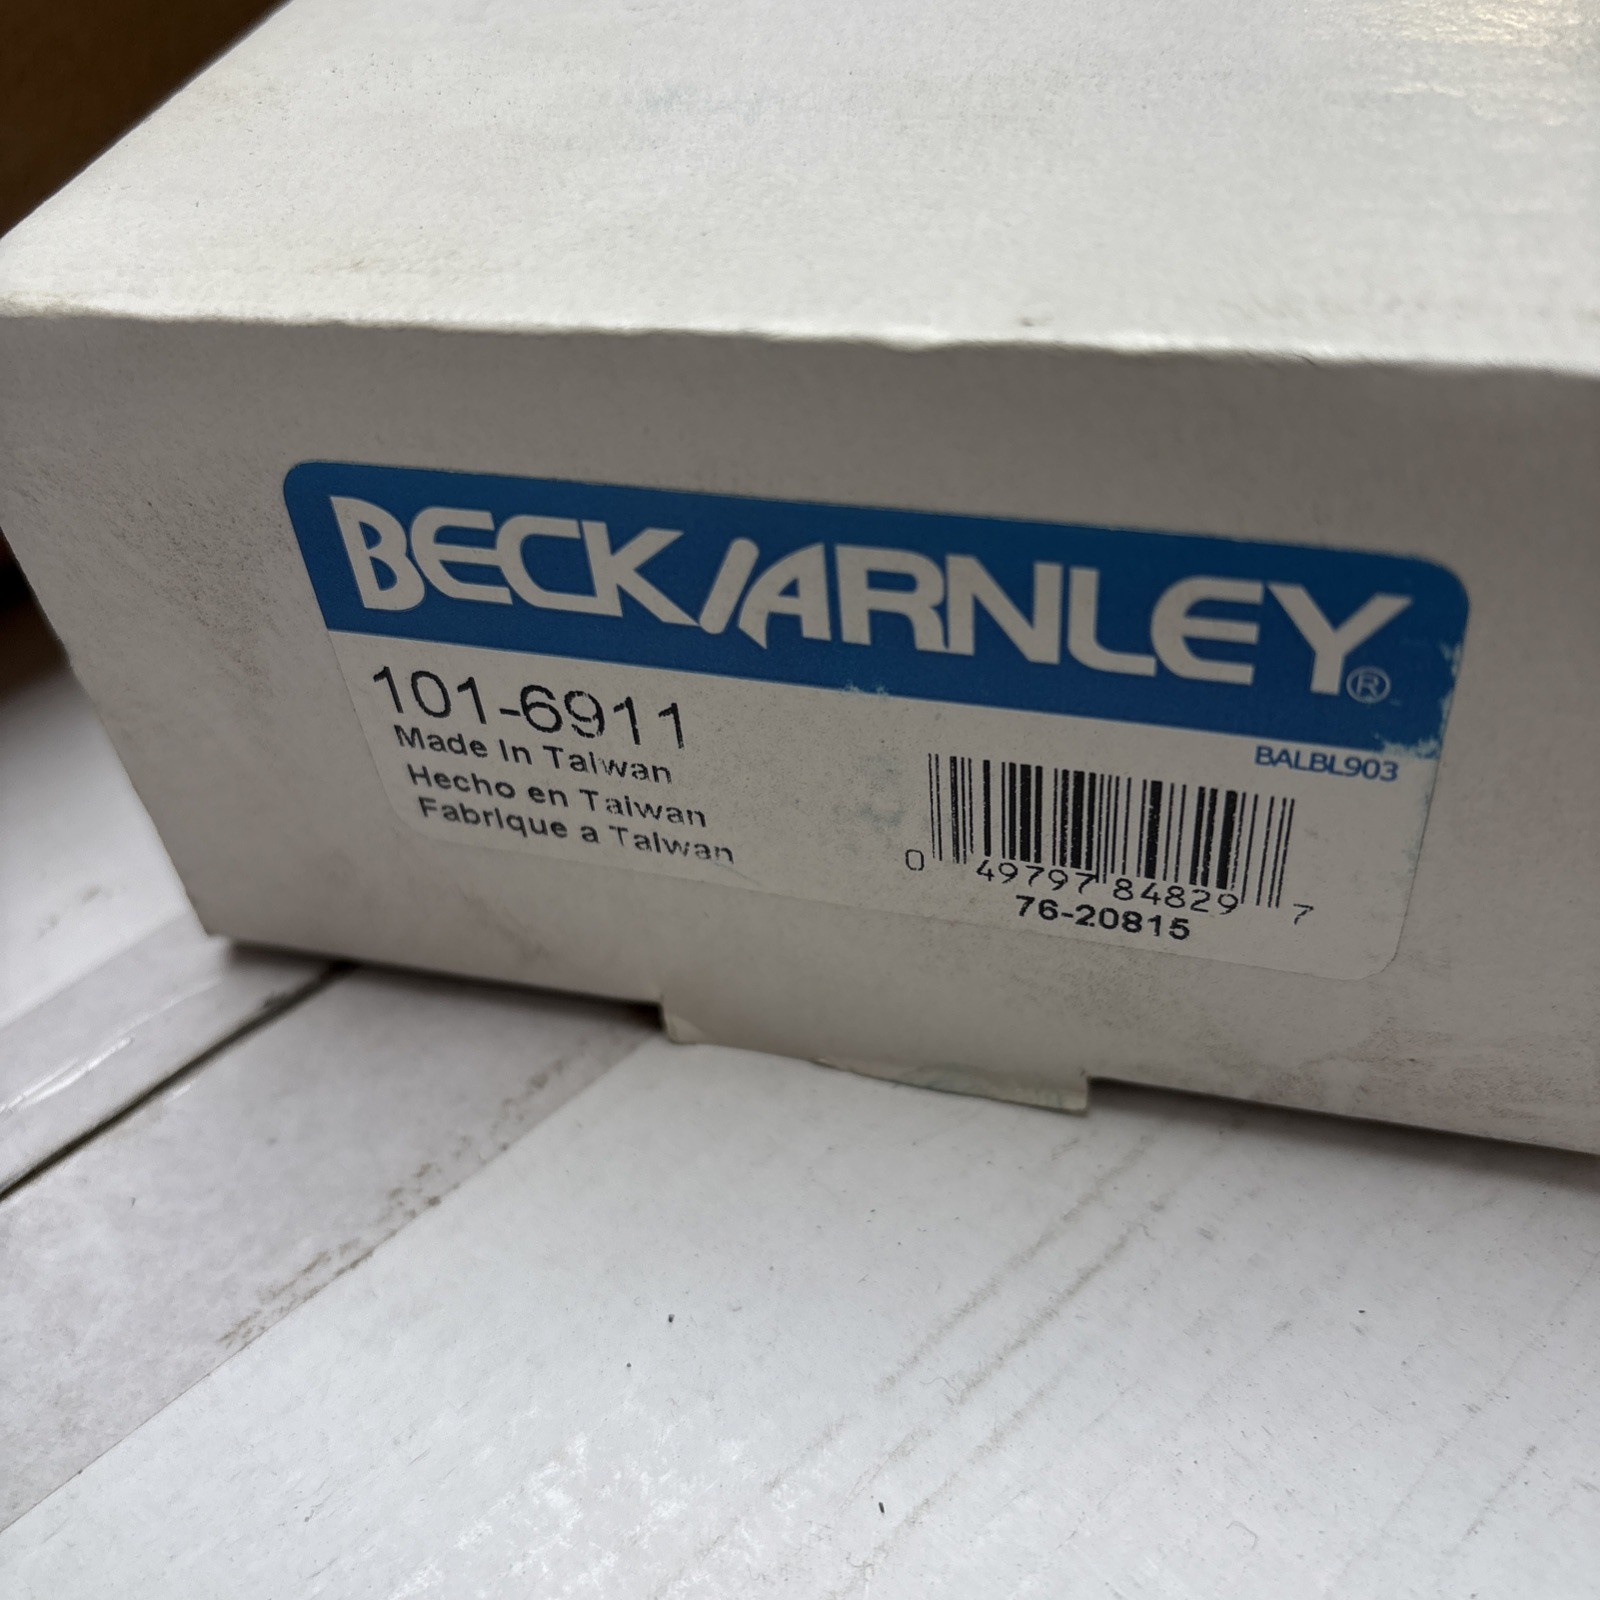 BECK/ARNLEY®
BALBL903
101-6911
Made In Taiwan
Hecho en Taiwan
Fabrique a Taiwan
0 49797 84829 7
76-20815